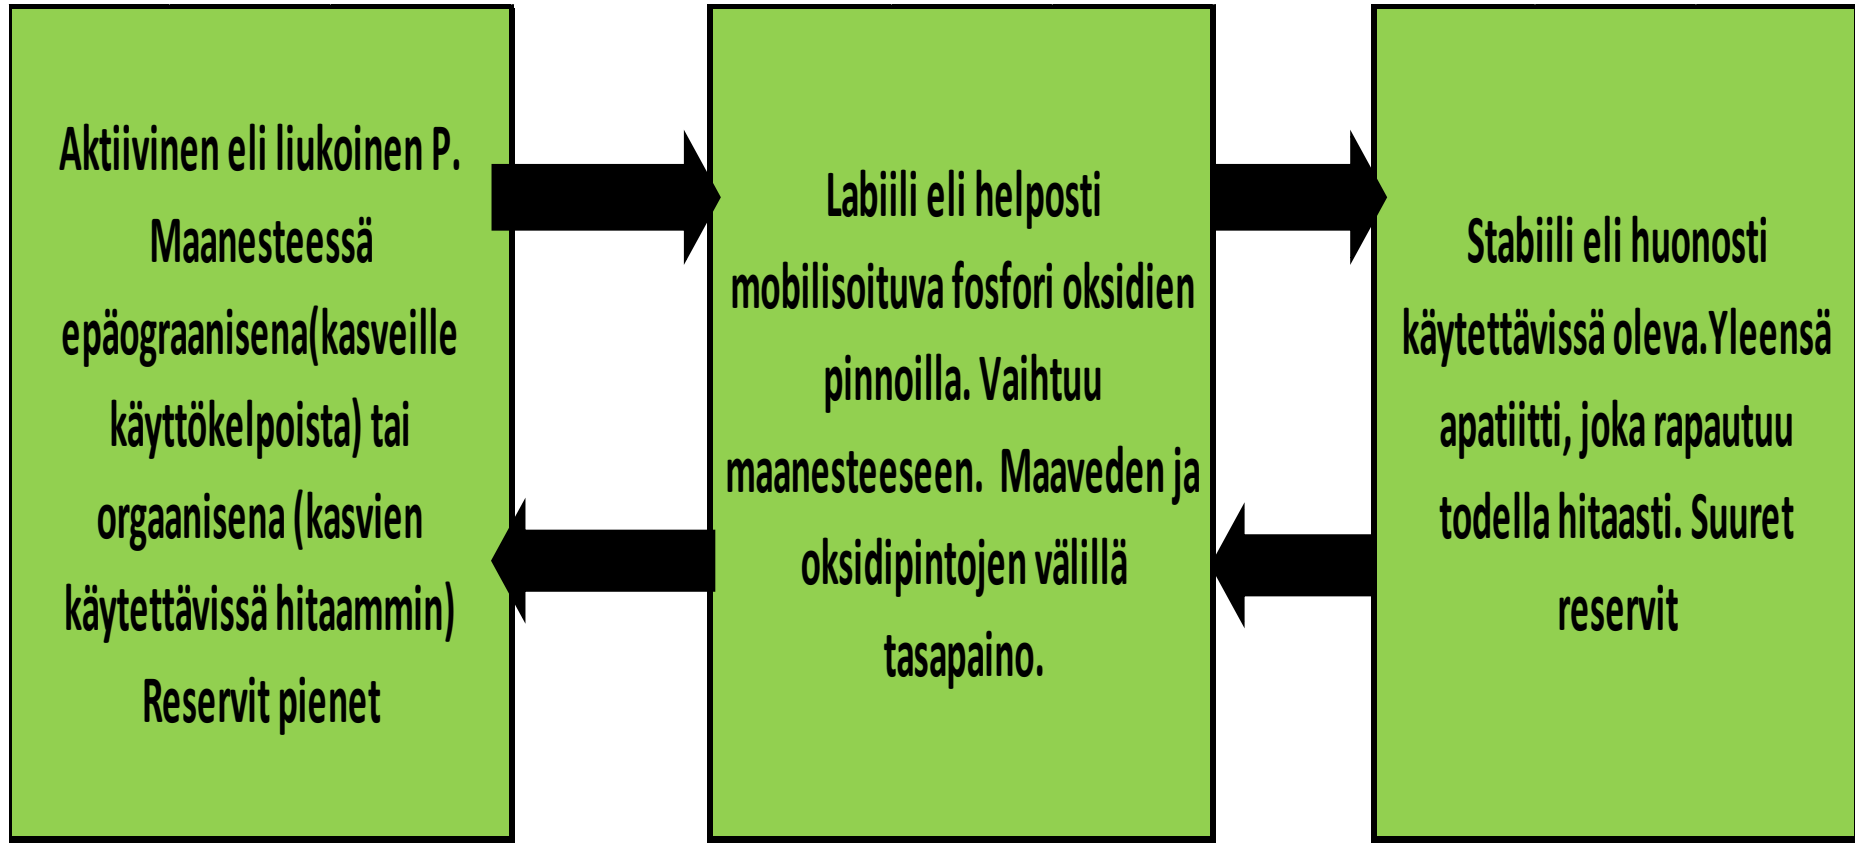 Aktiivinen eli liukoinen P.
Maanesteessä
epäograanisena(kasveille
käyttökelpoista) tai
orgaanisena (kasvien
käytettävissä hitaammin)
Reservit pienet
Labiili eli helposti
mobilisoituva fosfori oksidien
pinnoilla. Vaihtuu
maanesteeseen. Maaveden ja
oksidipintojen välillä
tasapaino.
Stabiili eli huonosti
käytettävissä oleva.Yleensä
apatiitti, joka rapautuu
todella hitaasti. Suuret
reservit